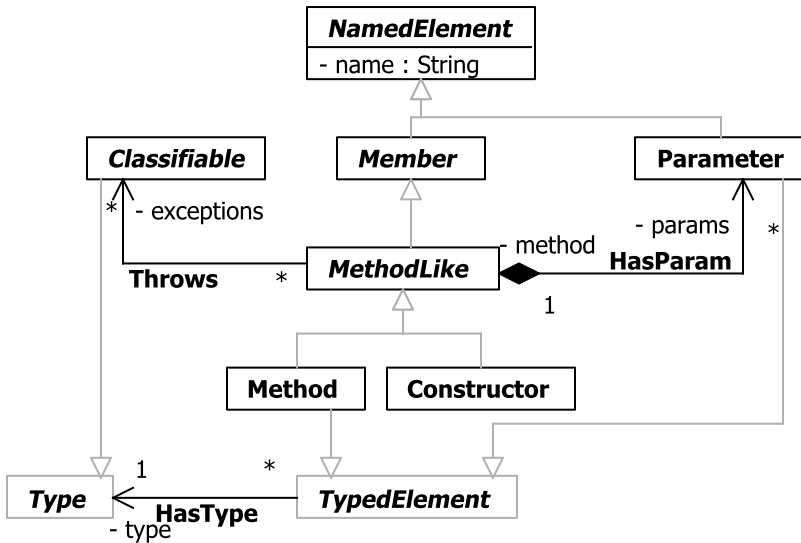 NamedElement
- name : String
Classifiable
Member
Parameter
*
- exceptions
- params
*
- method
Throws
*
MethodLike
HasParam
1
Method
Constructor
1
*
Type
HasType
TypedElement
- type